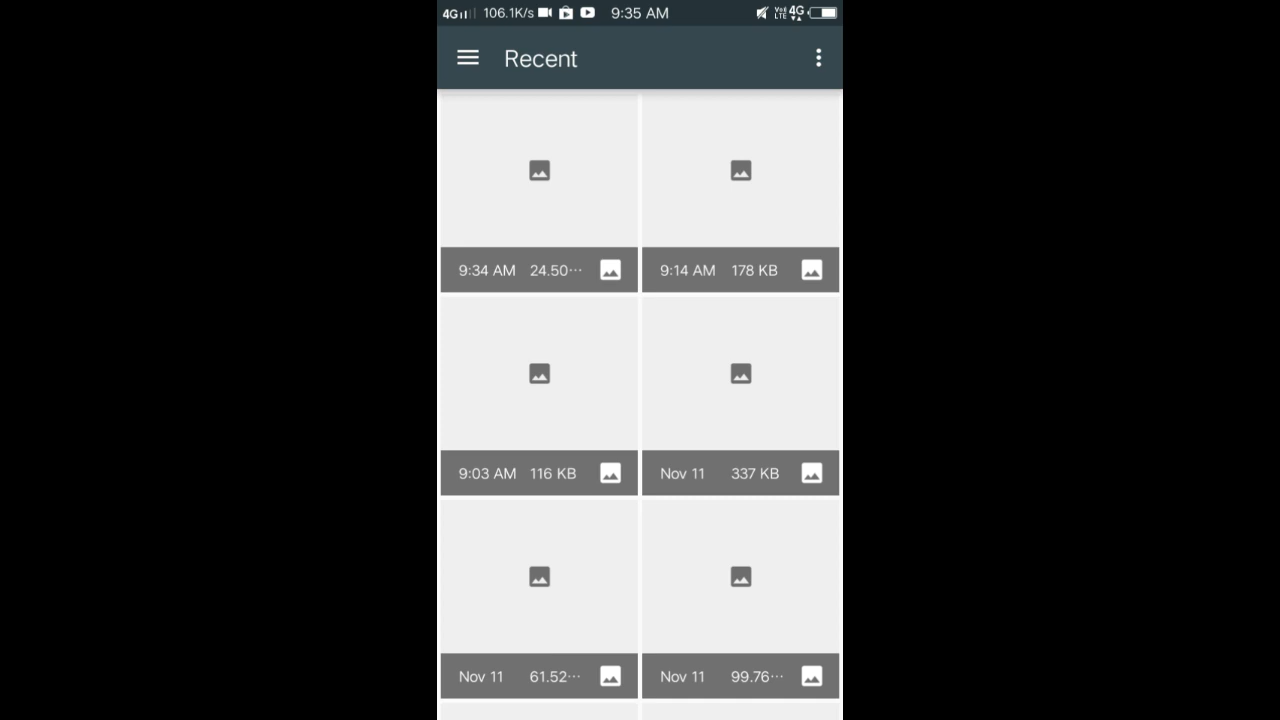 4G 106.1K/s 9:35 AM VoLTE 4G
Recent
9:34 AM 24.50··· 9:14 AM 178 KB
9:03 AM 116 KB Nov 11 337 KB
Nov 11 61.52··· Nov 11 99.76···